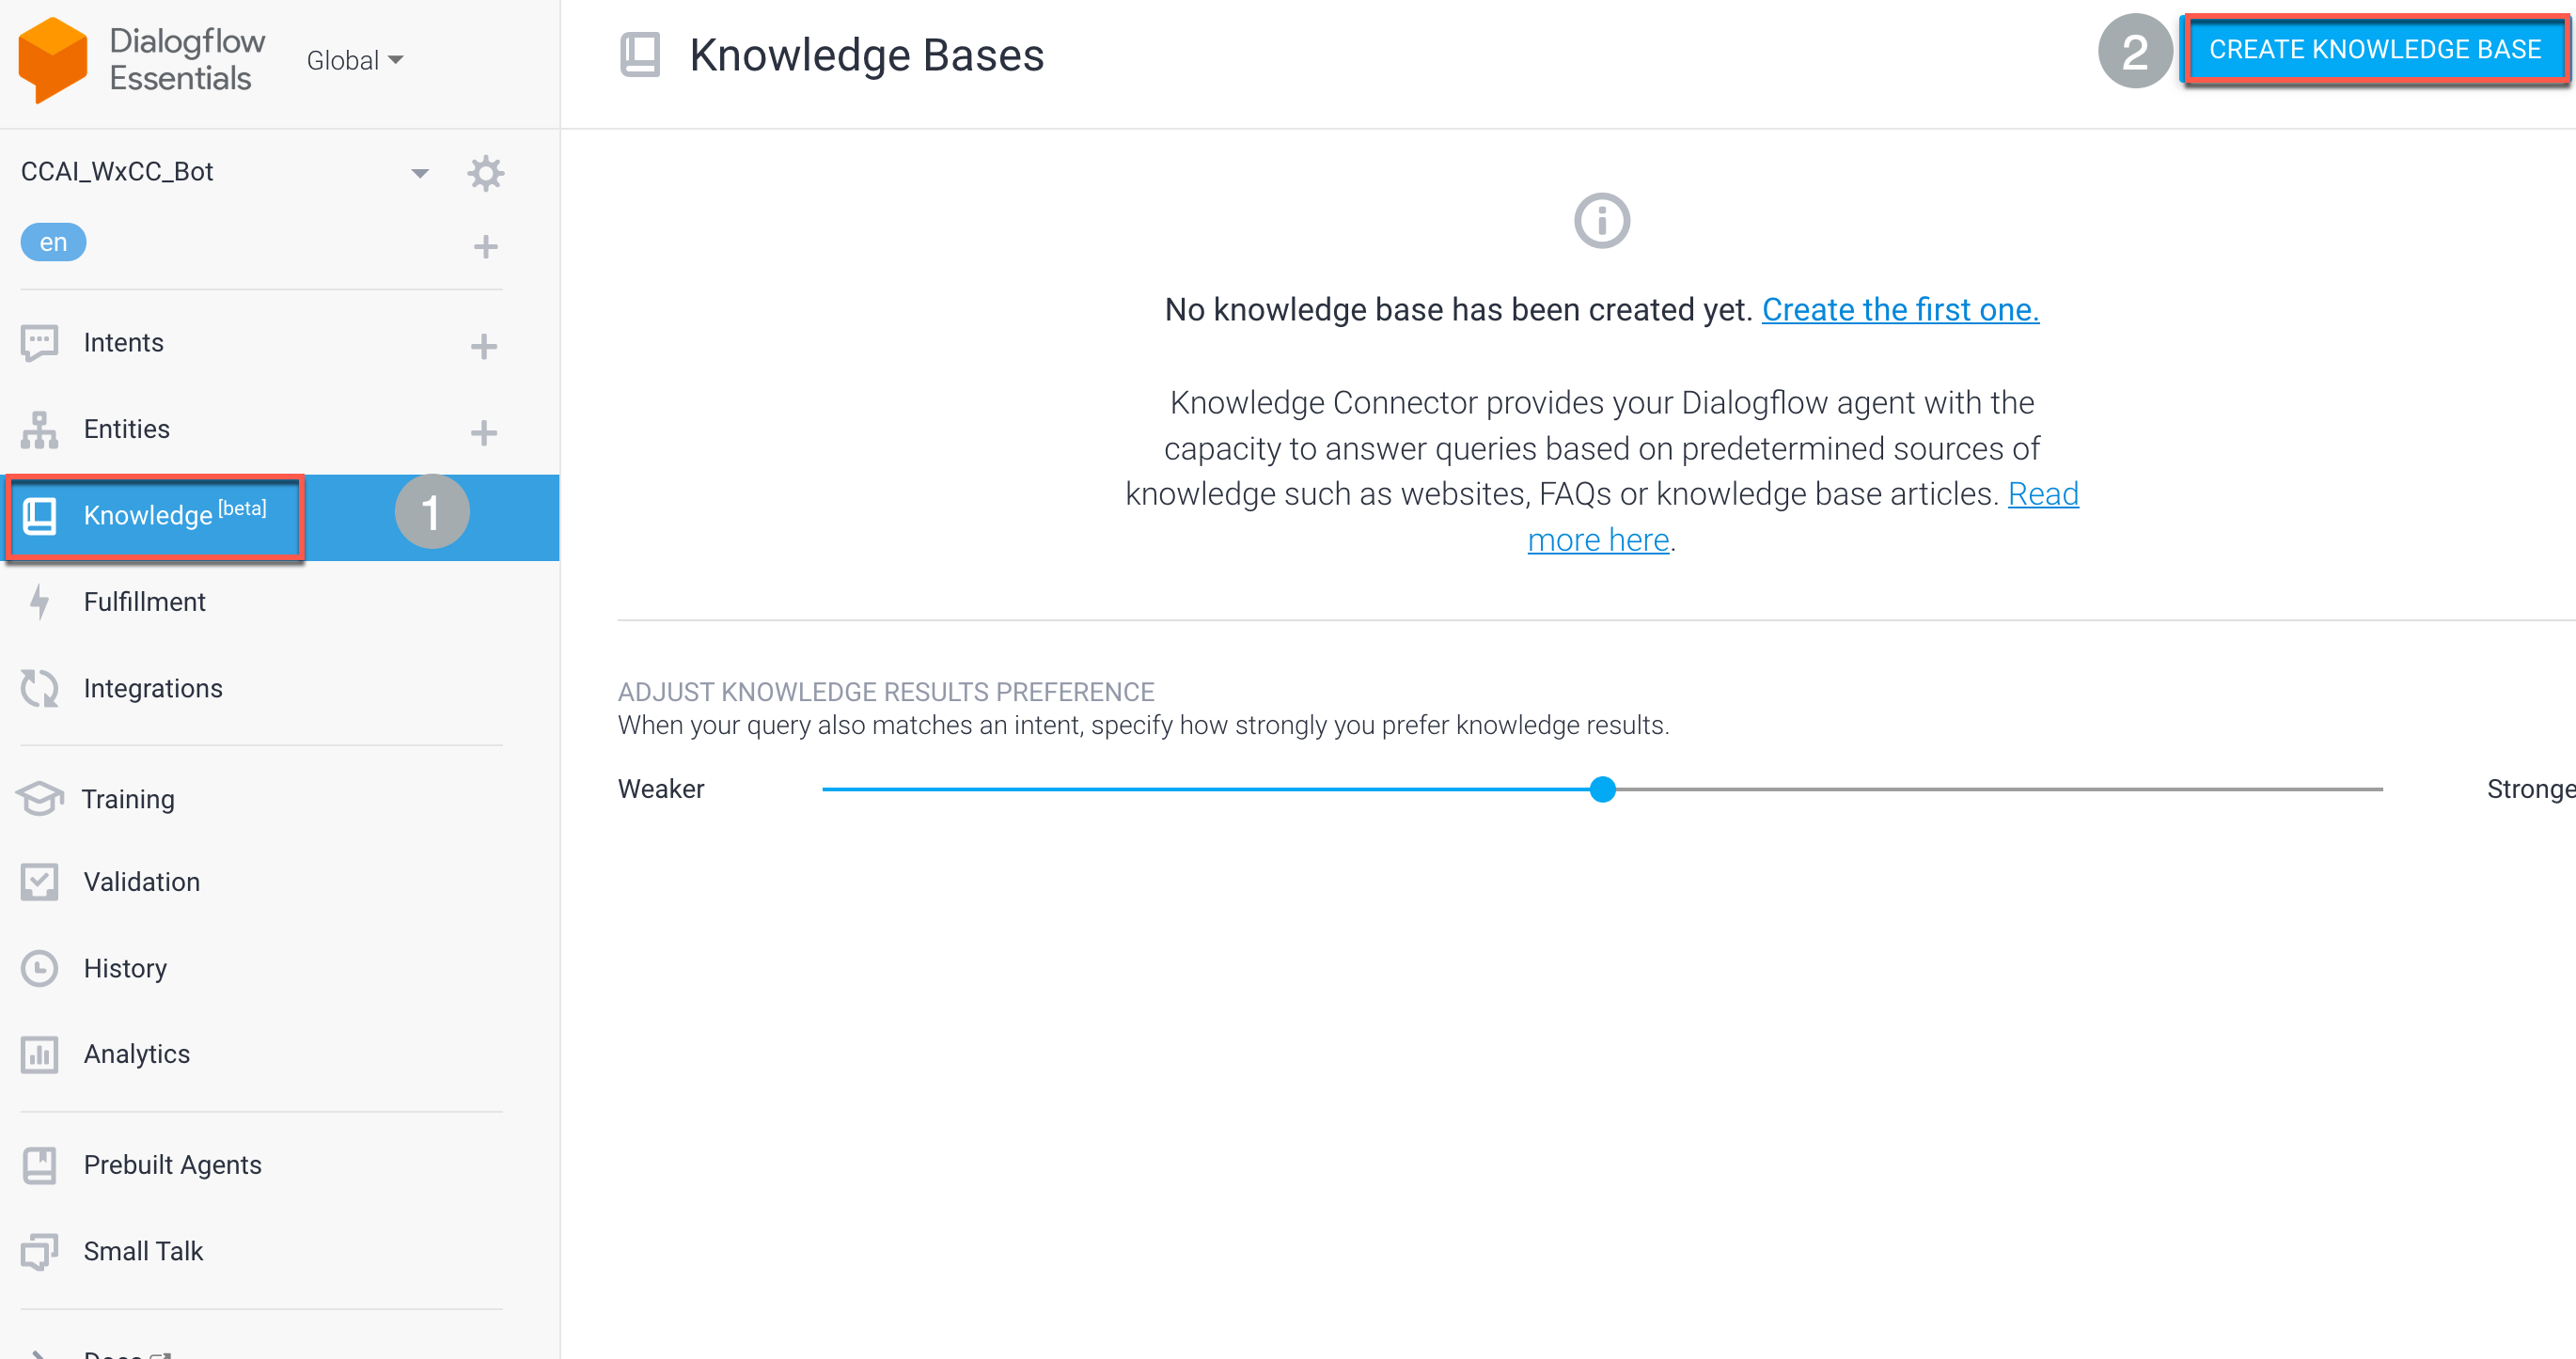 Dialogflow
Essentials
Global
Knowledge Bases
2
CREATE KNOWLEDGE BASE
CCAI_WxCC_Bot
en
Intents
Entities
Knowledge [beta]
1
Fulfillment
Integrations
Training
Validation
History
Analytics
Prebuilt Agents
Small Talk
No knowledge base has been created yet. Create the first one.
Knowledge Connector provides your Dialogflow agent with the
capacity to answer queries based on predetermined sources of
knowledge such as websites, FAQs or knowledge base articles. Read
more here.
ADJUST KNOWLEDGE RESULTS PREFERENCE
When your query also matches an intent, specify how strongly you prefer knowledge results.
Weaker
Stronge